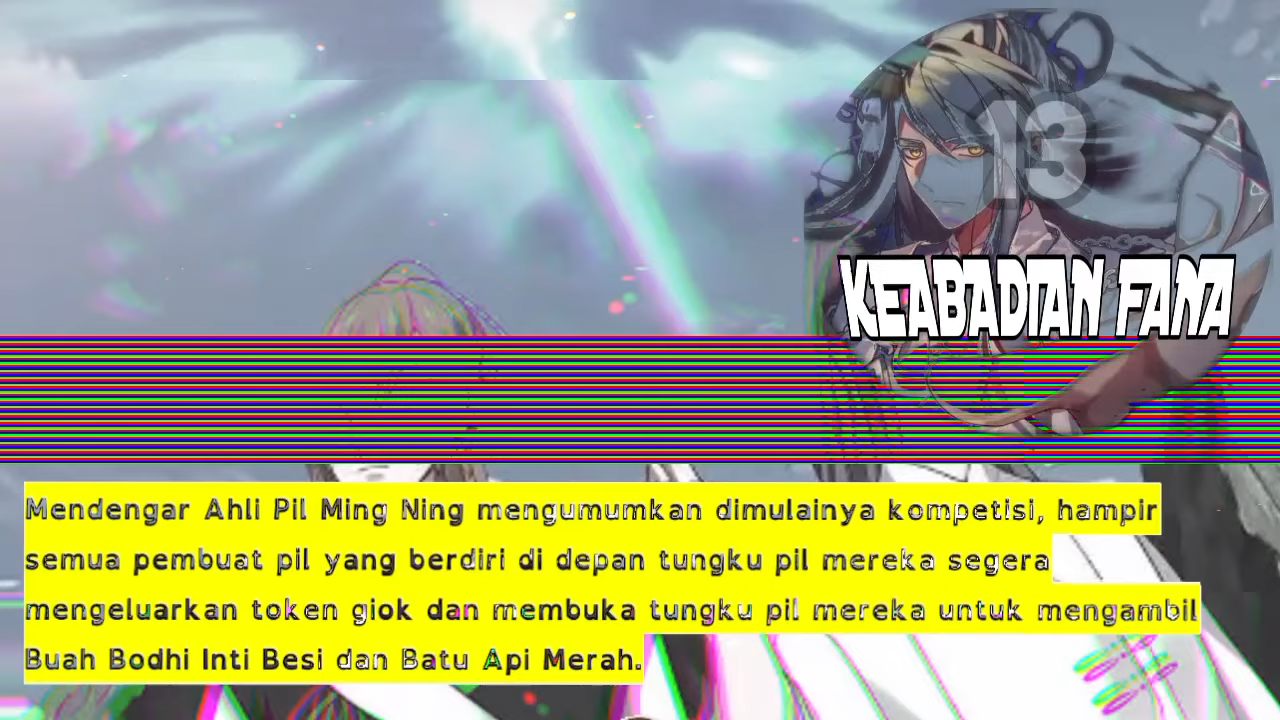 13
KEABADIAN FANA
Mendengar Ahli Pil Ming Ning mengumumkan dimulainya kompetisi, hampir
semua pembuat pil yang berdiri di depan tungku pil mereka segera
mengeluarkan token giok dan membuka tungku pil mereka untuk mengambil
Buah Bodhi Inti Besi dan Batu Api Merah.